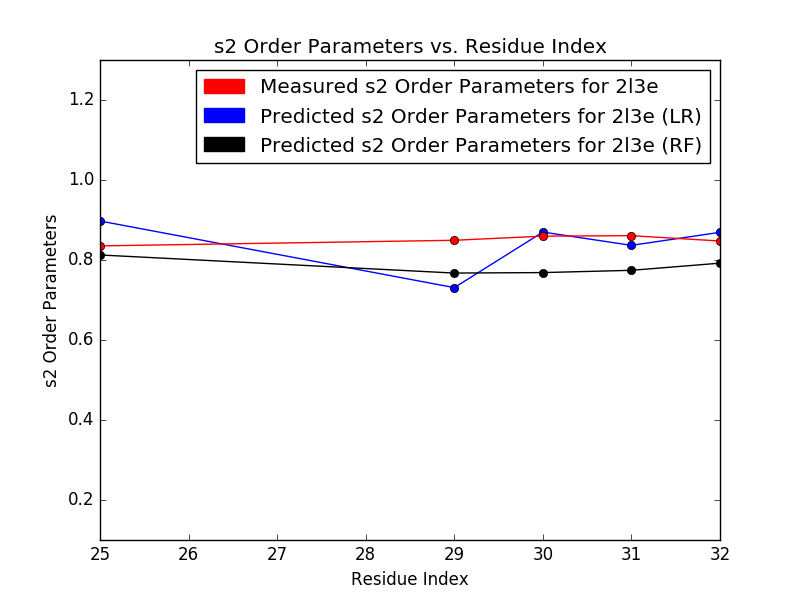 s2 Order Parameters vs. Residue Index
Measured s2 Order Parameters for 2l3e
Predicted s2 Order Parameters for 2l3e (LR)
Predicted s2 Order Parameters for 2l3e (RF)
1.2
1.0
0.8
0.6
0.4
0.2
s2 Order Parameters
25 26 27 28 29 30 31 32
Residue Index